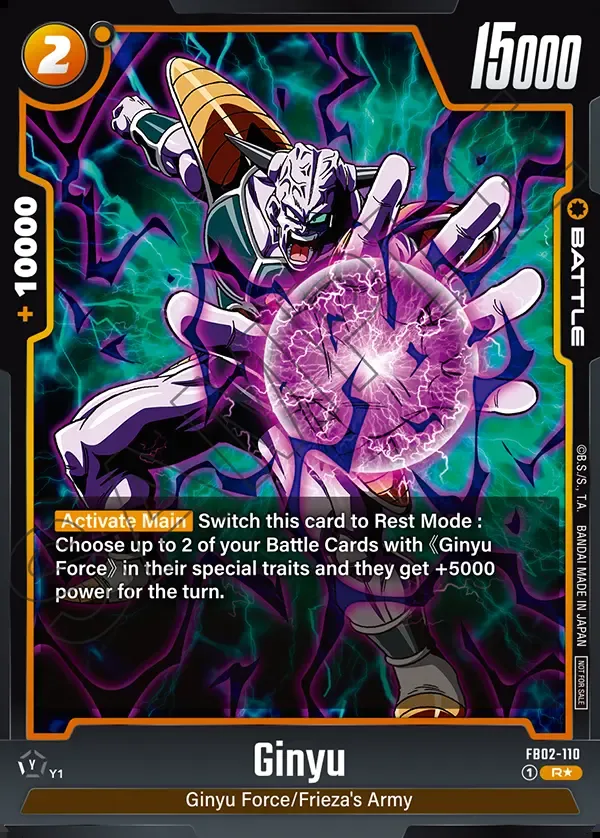 2
15000
+10000
BATTLE
Activate Main Switch this card to Rest Mode :
Choose up to 2 of your Battle Cards with 《Ginyu
Force》 in their special traits and they get +5000
power for the turn.
©B.S./S., T.A. BANDAI MADE IN JAPAN
NOT FOR SALE
Ginyu
FB02-110
Y Y1
1 R★
Ginyu Force/Frieza's Army